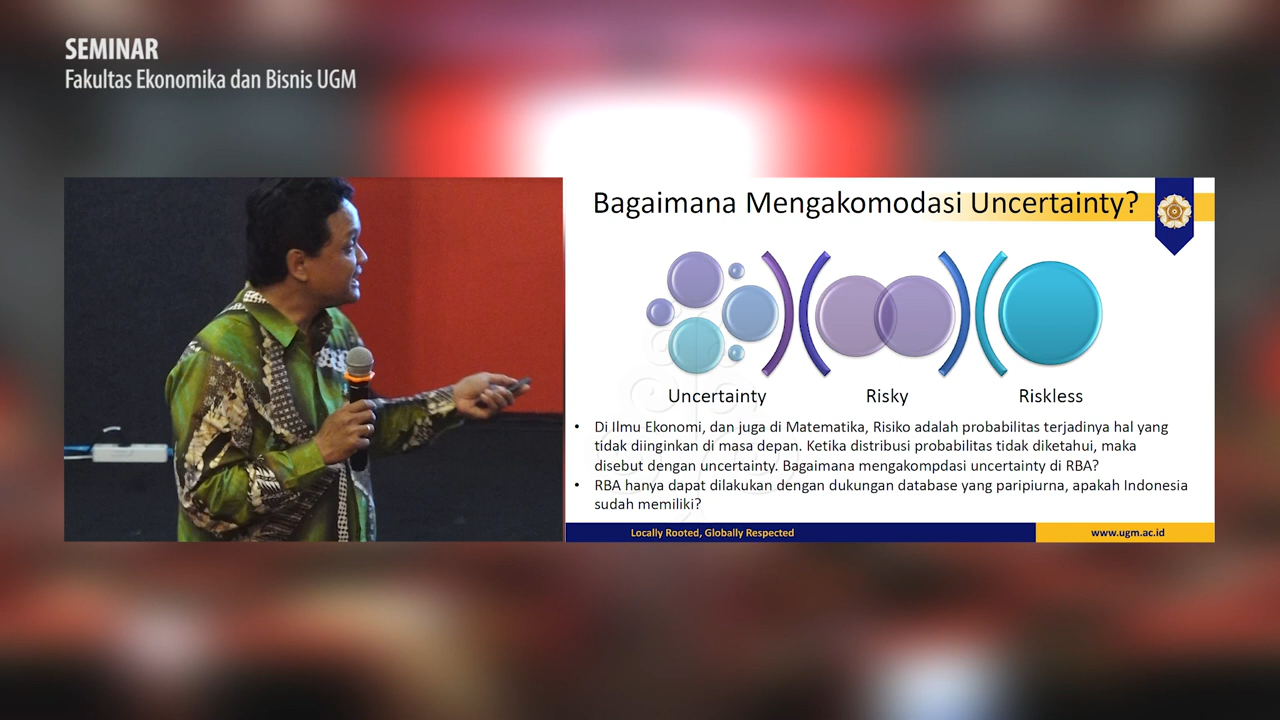 SEMINAR
Fakultas Ekonomika dan Bisnis UGM
Bagaimana Mengakomodasi Uncertainty?
Uncertainty
Risky
Riskless
• Di Ilmu Ekonomi, dan juga di Matematika, Risiko adalah probabilitas terjadinya hal yang
tidak diinginkan di masa depan. Ketika distribusi probabilitas tidak diketahui, maka
disebut dengan uncertainty. Bagaimana mengakompdasi uncertainty di RBA?
• RBA hanya dapat dilakukan dengan dukungan database yang paripiurna, apakah Indonesia
sudah memiliki?
Locally Rooted, Globally Respected
www.ugm.ac.id